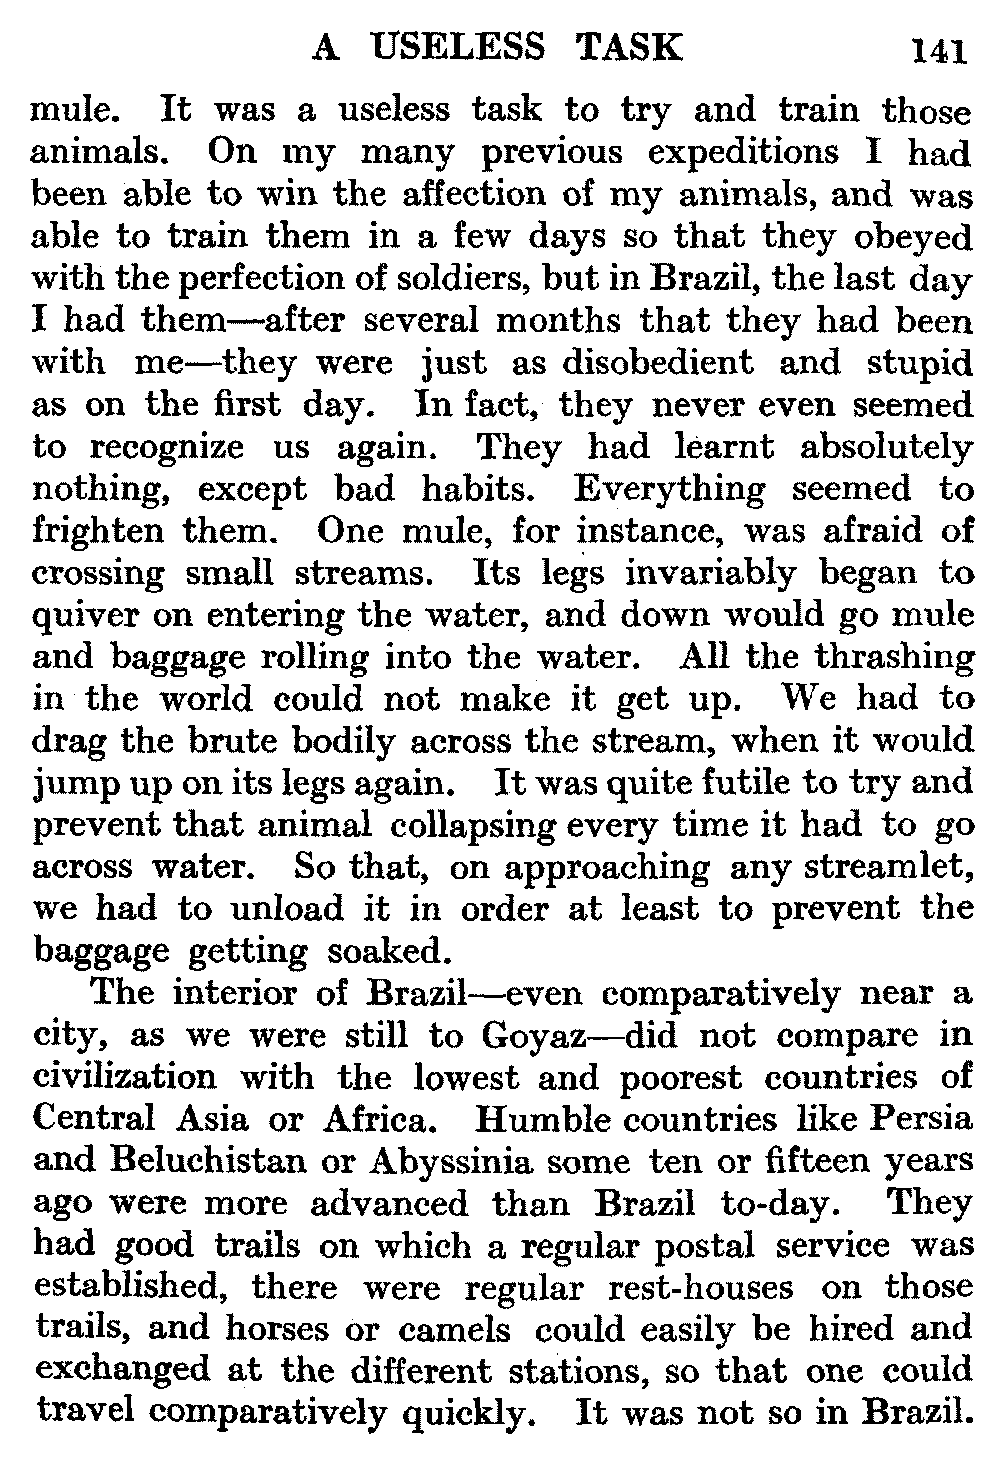 A USELESS TASK 141
mule. It was a useless task to try and train those
animals. On my many previous expeditions I had
been able to win the affection of my animals, and was
able to train them in a few days so that they obeyed
with the perfection of soldiers, but in Brazil, the last day
I had them—after several months that they had been
with me—they were just as disobedient and stupid
as on the first day. In fact, they never even seemed
to recognize us again. They had learnt absolutely
nothing, except bad habits. Everything seemed to
frighten them. One mule, for instance, was afraid of
crossing small streams. Its legs invariably began to
quiver on entering the water, and down would go mule
and baggage rolling into the water. All the thrashing
in the world could not make it get up. We had to
drag the brute bodily across the stream, when it would
jump up on its legs again. It was quite futile to try and
prevent that animal collapsing every time it had to go
across water. So that, on approaching any streamlet,
we had to unload it in order at least to prevent the
baggage getting soaked.
The interior of Brazil—even comparatively near a
city, as we were still to Goyaz—did not compare in
civilization with the lowest and poorest countries of
Central Asia or Africa. Humble countries like Persia
and Beluchistan or Abyssinia some ten or fifteen years
ago were more advanced than Brazil to-day. They
had good trails on which a regular postal service was
established, there were regular rest-houses on those
trails, and horses or camels could easily be hired and
exchanged at the different stations, so that one could
travel comparatively quickly. It was not so in Brazil.